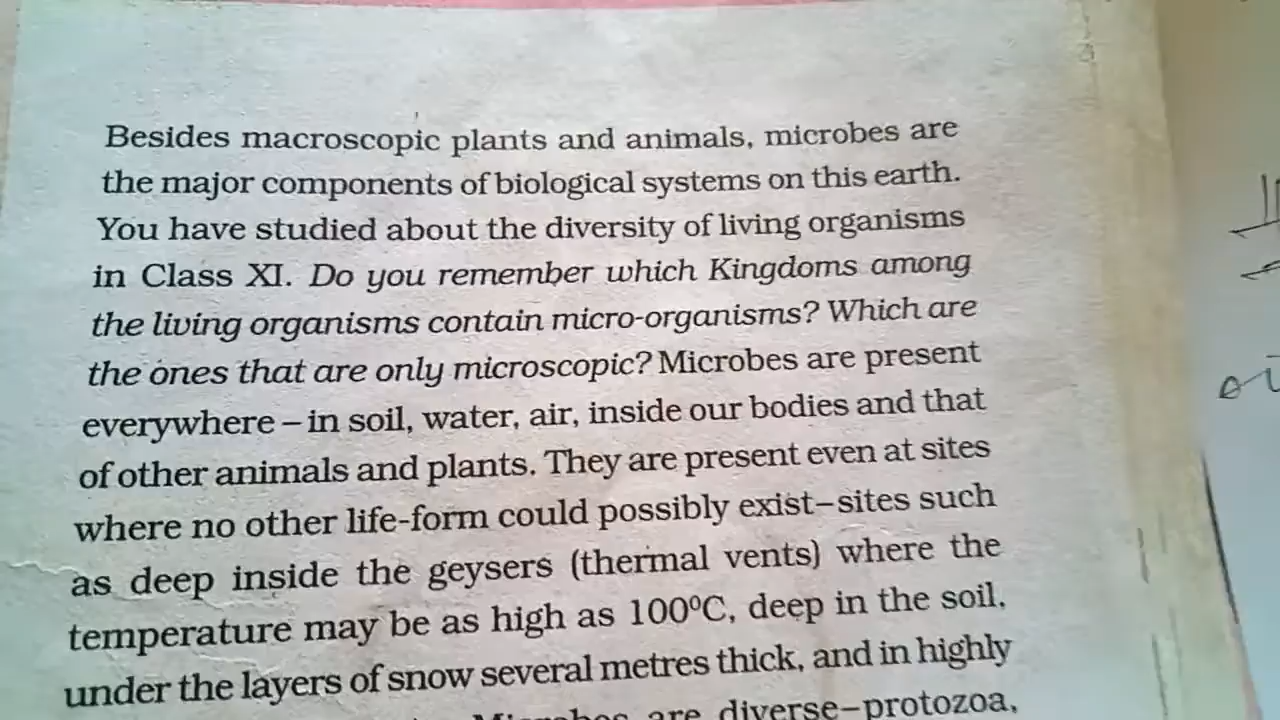 Besides macroscopic plants and animals, microbes are
the major components of biological systems on this earth.
You have studied about the diversity of living organisms
in Class XI. Do you remember which Kingdoms among
the living organisms contain micro-organisms? Which are
the ones that are only microscopic? Microbes are present
everywhere – in soil, water, air, inside our bodies and that
of other animals and plants. They are present even at sites
where no other life-form could possibly exist–sites such
as deep inside the geysers (thermal vents) where the
temperature may be as high as 100⁰C, deep in the soil,
under the layers of snow several metres thick, and in highly
Microbes are diverse–protozoa,